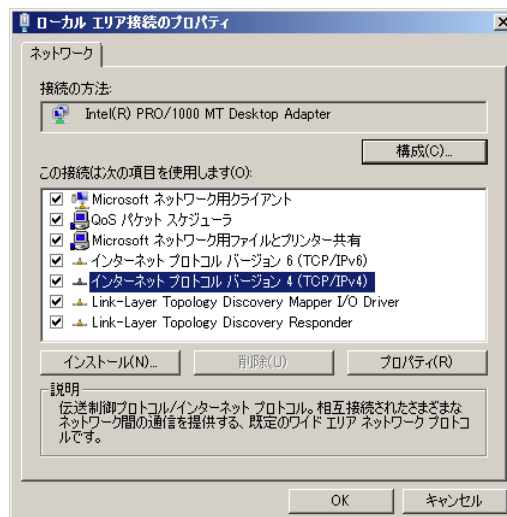 ローカル エリア接続のプロパティ
ネットワーク
接続の方法:
Intel(R) PRO/1000 MT Desktop Adapter
構成(C)...
この接続は次の項目を使用します(O):
Microsoft ネットワーク用クライアント
QoS パケット スケジューラ
Microsoft ネットワーク用ファイルとプリンター共有
インターネット プロトコル バージョン 6 (TCP/IPv6)
インターネット プロトコル バージョン 4 (TCP/IPv4)
Link-Layer Topology Discovery Mapper I/O Driver
Link-Layer Topology Discovery Responder
インストール(N)...
削除(U)
プロパティ(R)
説明
伝送制御プロトコル/インターネット プロトコル。相互接続されたさまざまな
ネットワーク間の通信を提供する、既定のワイド エリア ネットワーク プロトコ
ルです。
OK
キャンセル